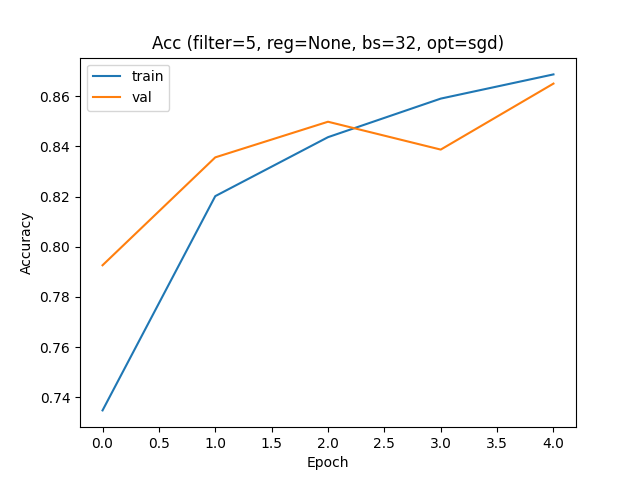 Acc (filter=5, reg=None, bs=32, opt=sgd)
train
val
0.86
0.84
0.82
0.80
0.78
0.76
0.74
Accuracy
0.0 0.5 1.0 1.5 2.0 2.5 3.0 3.5 4.0
Epoch